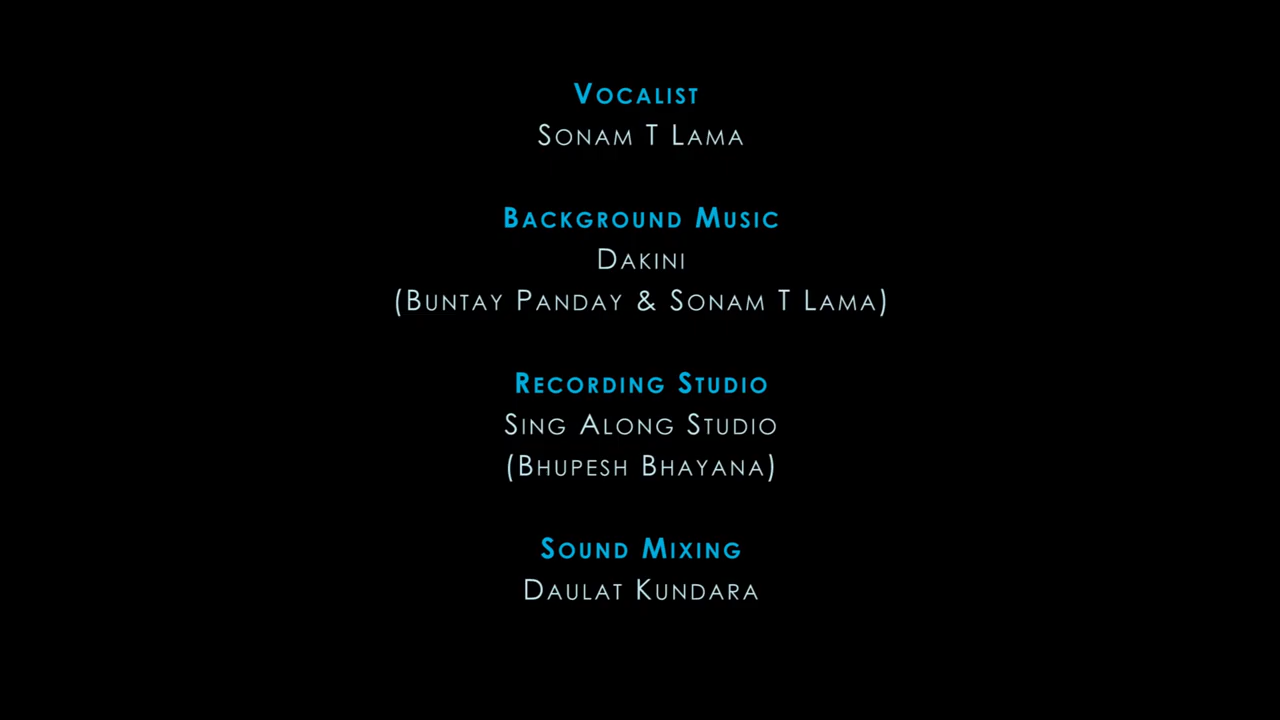 Vocalist
Sonam T Lama
Background Music
Dakini
(Buntay Panday & Sonam T Lama)
Recording Studio
Sing Along Studio
(Bhupesh Bhayana)
Sound Mixing
Daulat Kundara